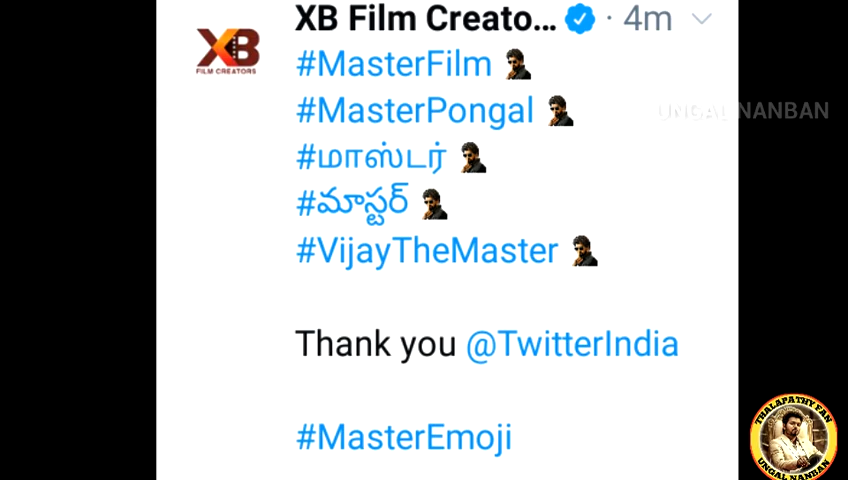 XB Film Creato... · 4m
XB
FILM CREATORS
#MasterFilm
#MasterPongal
UNGAL NANBAN
#மாஸ்டர்
#మాస్టర్
#VijayTheMaster
Thank you @TwitterIndia
#MasterEmoji
THALAPATHY FAN
UNGAL NANBAN